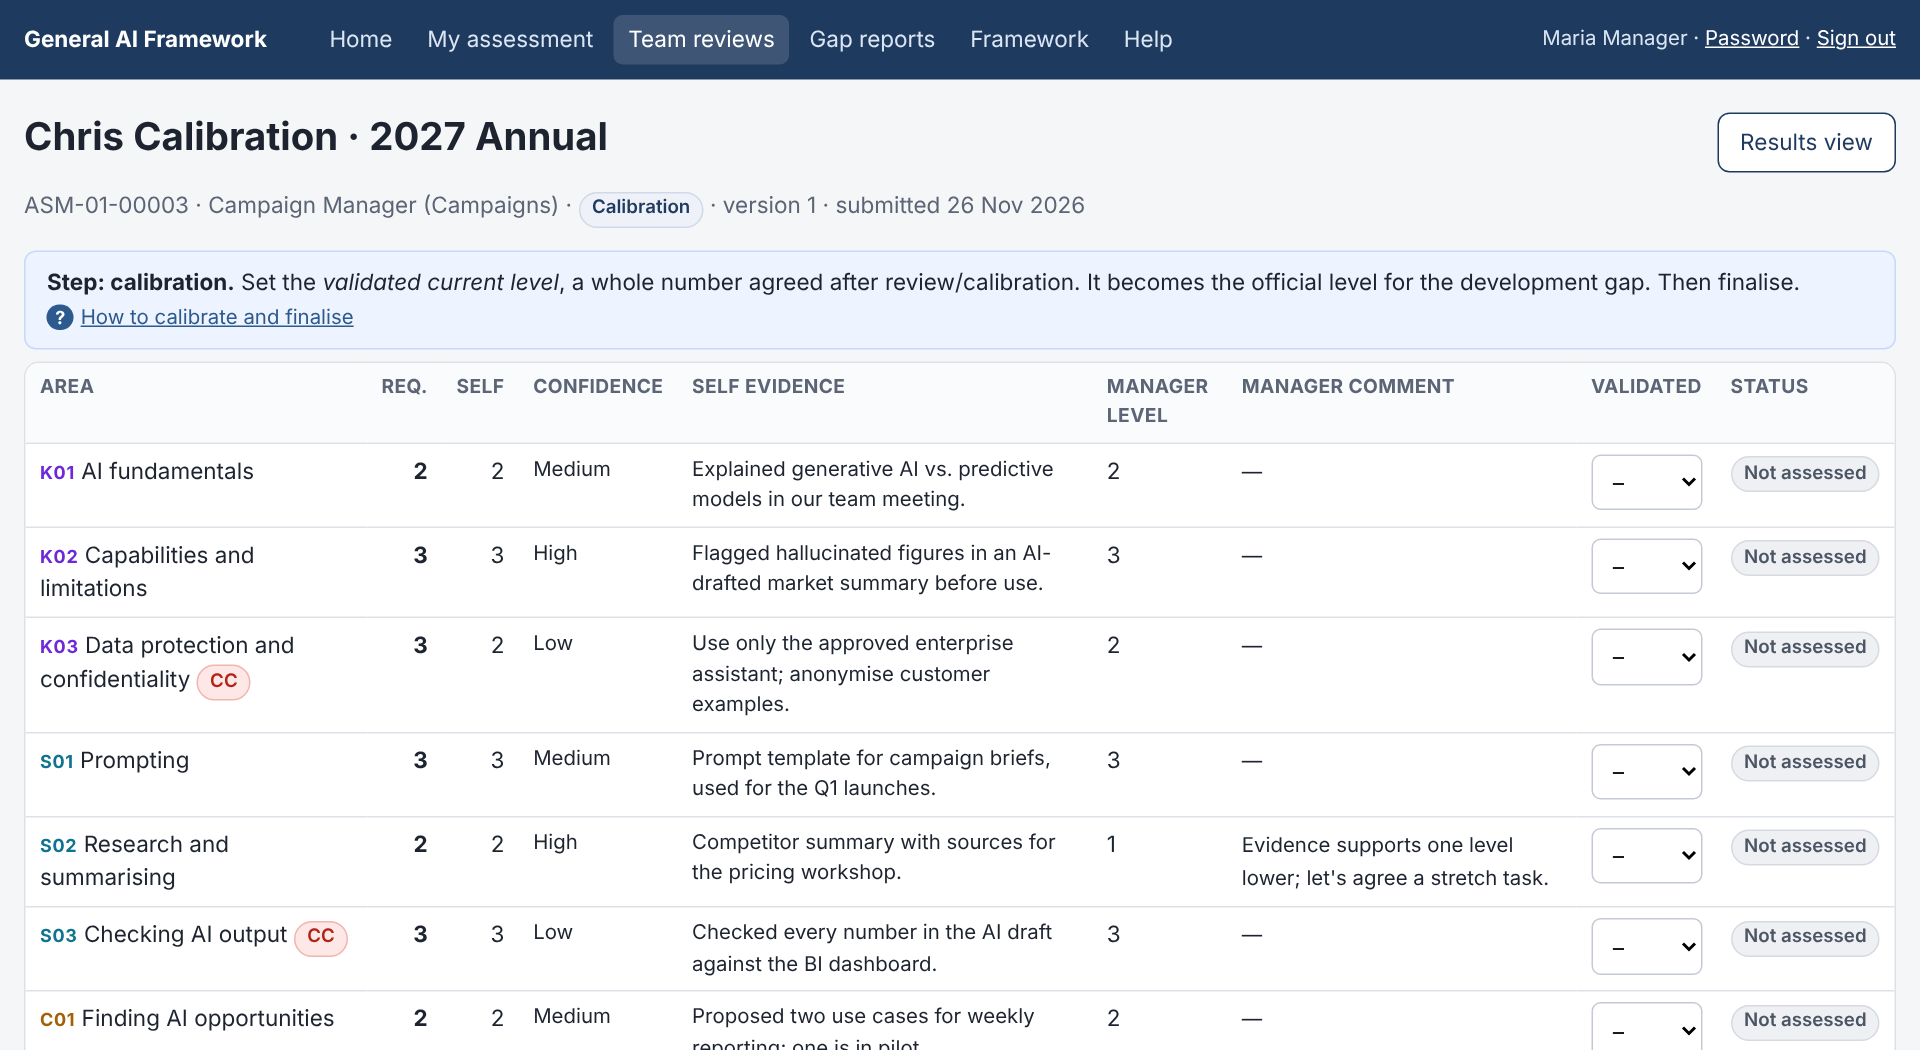 General AI Framework Home My assessment Team reviews Gap reports Framework Help Maria Manager · Password · Sign out
Chris Calibration · 2027 Annual
Results view
ASM-01-00003 · Campaign Manager (Campaigns) · Calibration · version 1 · submitted 26 Nov 2026
Step: calibration. Set the validated current level, a whole number agreed after review/calibration. It becomes the official level for the development gap. Then finalise.
? How to calibrate and finalise
AREA REQ. SELF CONFIDENCE SELF EVIDENCE MANAGER LEVEL MANAGER COMMENT VALIDATED STATUS
K01 AI fundamentals 2 2 Medium Explained generative AI vs. predictive 2 — – Not assessed
models in our team meeting.
K02 Capabilities and 3 3 High Flagged hallucinated figures in an AI- 3 — – Not assessed
limitations drafted market summary before use.
K03 Data protection and 3 2 Low Use only the approved enterprise 2 — – Not assessed
confidentiality CC assistant; anonymise customer
examples.
S01 Prompting 3 3 Medium Prompt template for campaign briefs, 3 — – Not assessed
used for the Q1 launches.
S02 Research and 2 2 High Competitor summary with sources for 1 Evidence supports one level – Not assessed
summarising the pricing workshop. lower; let's agree a stretch task.
S03 Checking AI output CC 3 3 Low Checked every number in the AI draft 3 — – Not assessed
against the BI dashboard.
C01 Finding AI opportunities 2 2 Medium Proposed two use cases for weekly 2 — – Not assessed
reporting; one is in pilot.